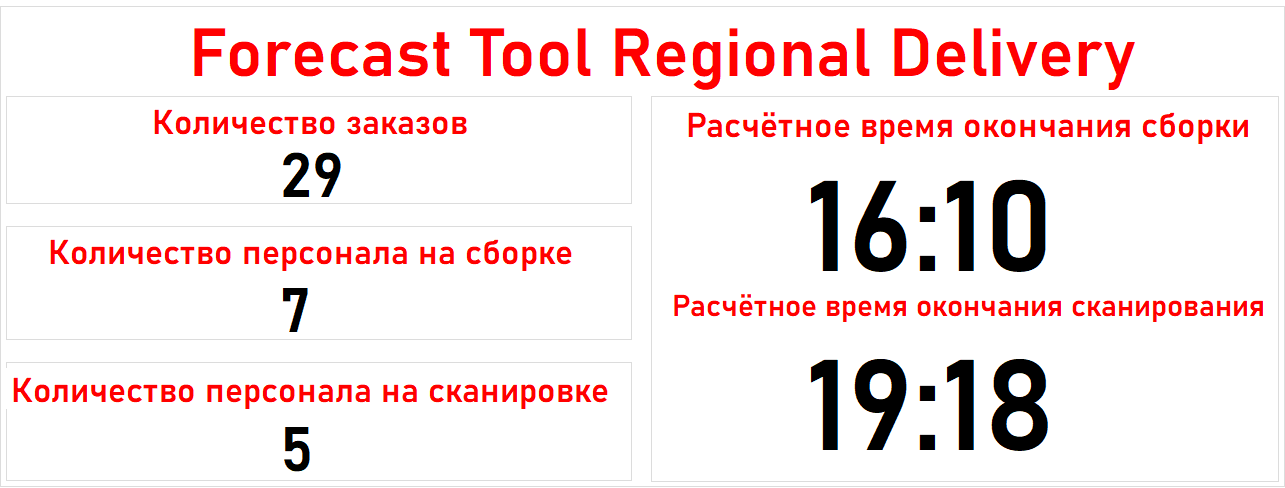 Forecast Tool Regional Delivery
Количество заказов
29
Количество персонала на сборке
7
Количество персонала на сканировке
5
Расчётное время окончания сборки
16:10
Расчётное время окончания сканирования
19:18